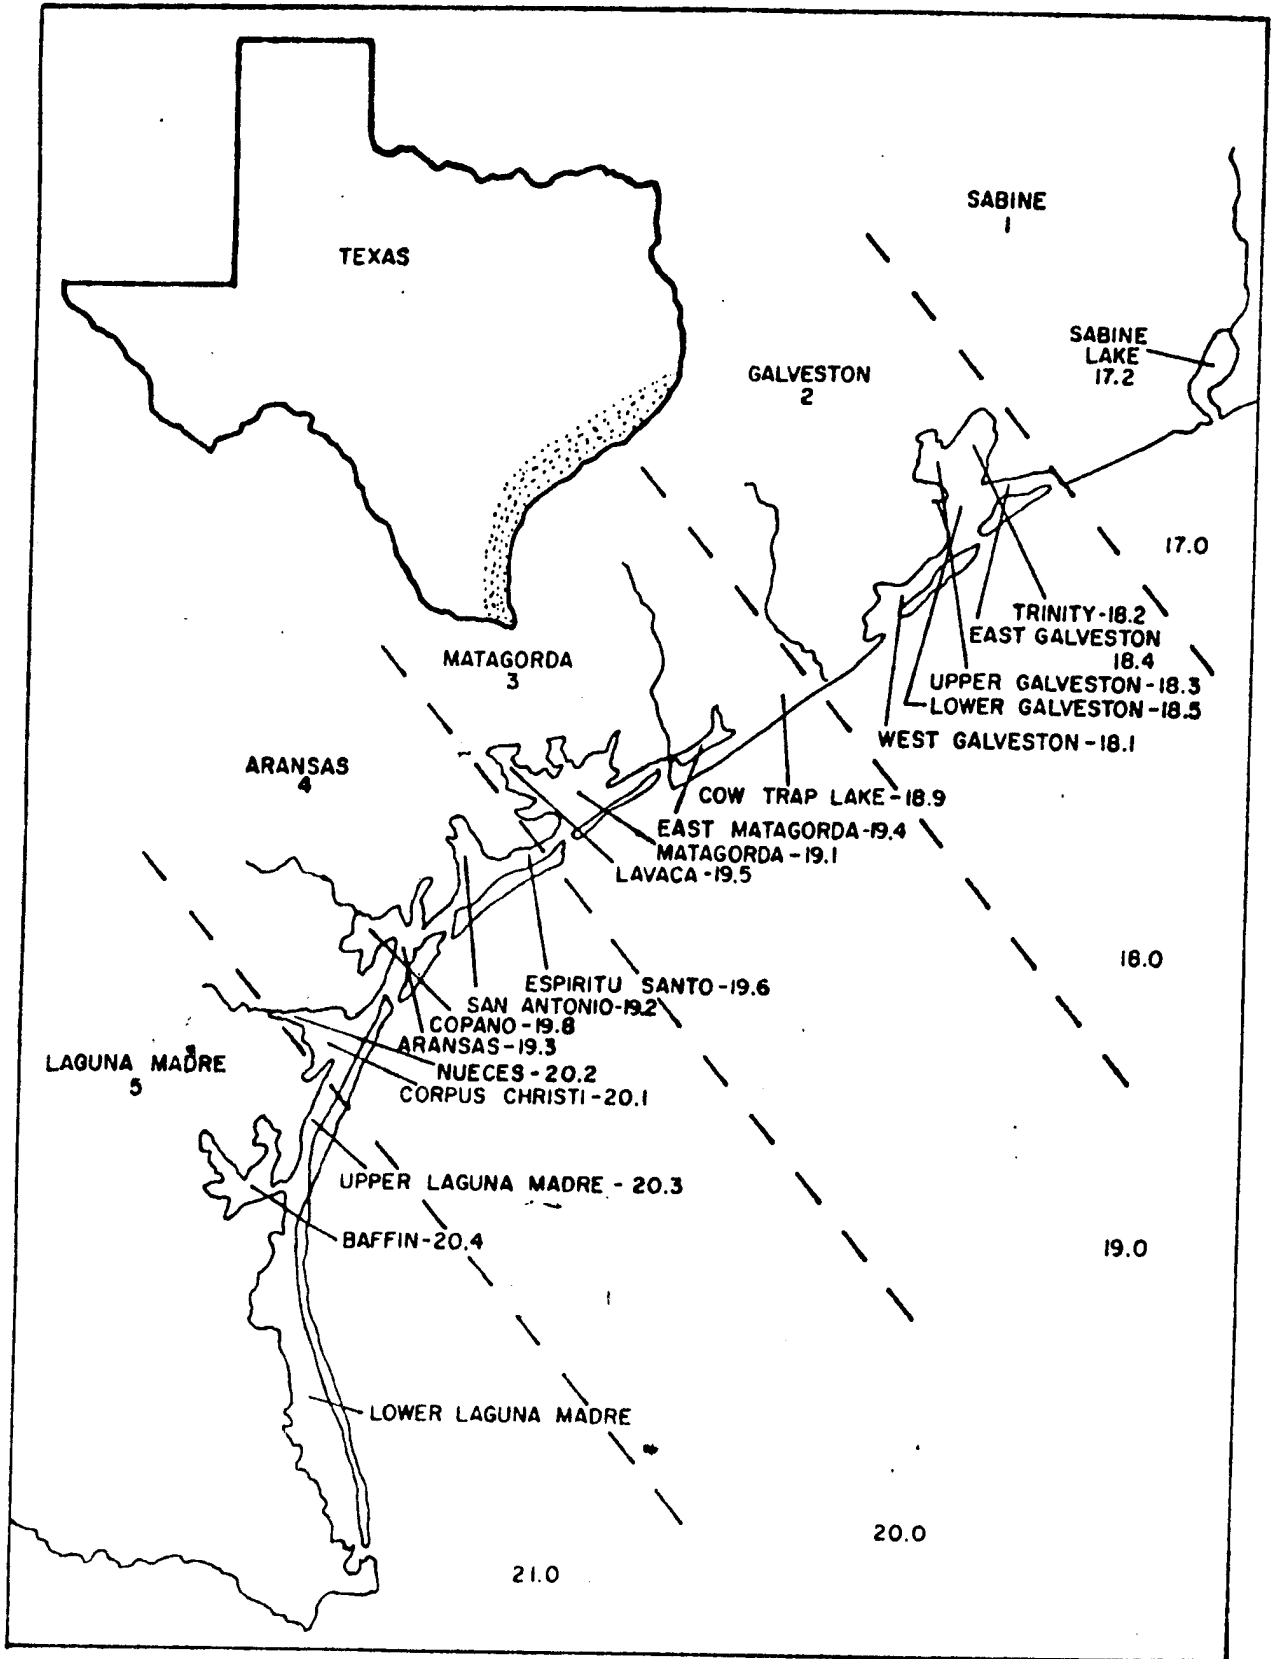 SABINE
1
TEXAS
SABINE
LAKE
17.2
GALVESTON
2
17.0
TRINITY-18.2
EAST GALVESTON
18.4
UPPER GALVESTON-18.3
LOWER GALVESTON-18.5
WEST GALVESTON-18.1
MATAGORDA
3
ARANSAS
4
COW TRAP LAKE-18.9
EAST MATAGORDA-19.4
MATAGORDA-19.1
LAVACA-19.5
18.0
ESPIRITU SANTO-19.6
SAN ANTONIO-19.2
COPANO-19.8
ARANSAS-19.3
NUECES-20.2
CORPUS CHRISTI-20.1
LAGUNA MADRE
5
UPPER LAGUNA MADRE - 20.3
BAFFIN-20.4
19.0
LOWER LAGUNA MADRE
20.0
21.0